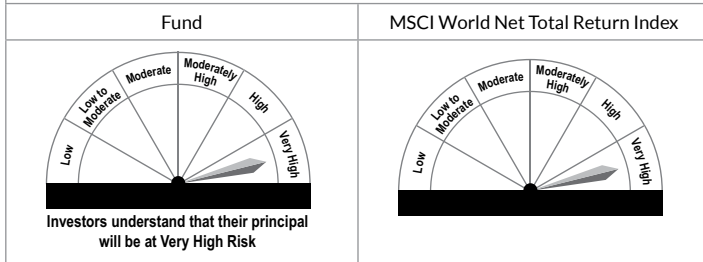 Fund
MSCI World Net Total Return Index
Low
Low to
Moderate
Moderate
Moderately
High
High
Very High
Investors understand that their principal
will be at Very High Risk
Low
Low to
Moderate
Moderate
Moderately
High
High
Very High